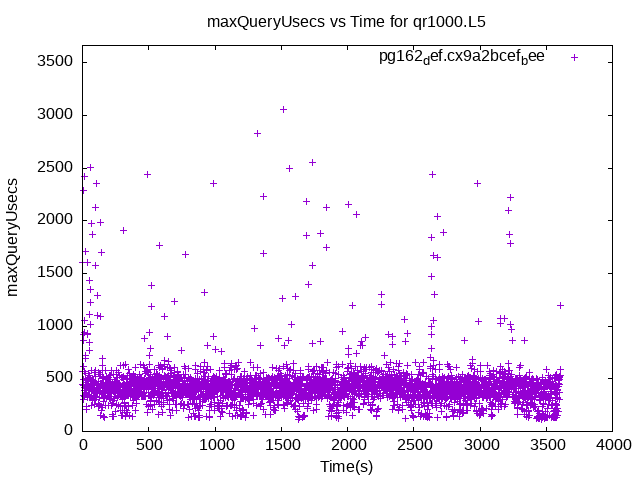 maxQueryUsecs vs Time for qr1000.L5
pg162def.cx9a2bcefbee
3500
3000
2500
2000
1500
1000
500
0
maxQueryUsecs
0 500 1000 1500 2000 2500 3000 3500 4000
Time(s)